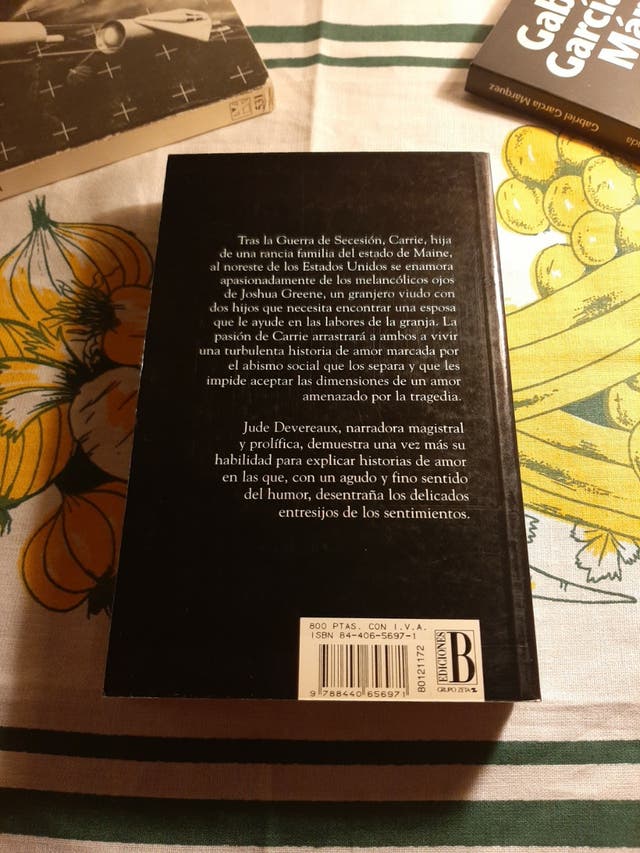 531
Gab
García
Má
Gabriel García Márquez
Tras la Guerra de Secesión, Carrie, hija
de una rancia familia del estado de Maine,
al noreste de los Estados Unidos se enamora
apasionadamente de los melancólicos ojos
de Joshua Greene, un granjero viudo con
dos hijos que necesita encontrar una esposa
que le ayude en las labores de la granja. La
pasión de Carrie arrastrará a ambos a vivir
una turbulenta historia de amor marcada por
el abismo social que los separa y que les
impide aceptar las dimensiones de un amor
amenazado por la tragedia.
Jude Devereaux, narradora magistral
y prolífica, demuestra una vez más su
habilidad para explicar historias de amor
en las que, con un agudo y fino sentido
del humor, desentraña los delicados
entresijos de los sentimientos.
800 PTAS. CON I.V.A.
ISBN 84-406-5697-1
9 788440 656971
80121172
EDICIONES
B
GRUPO ZETA